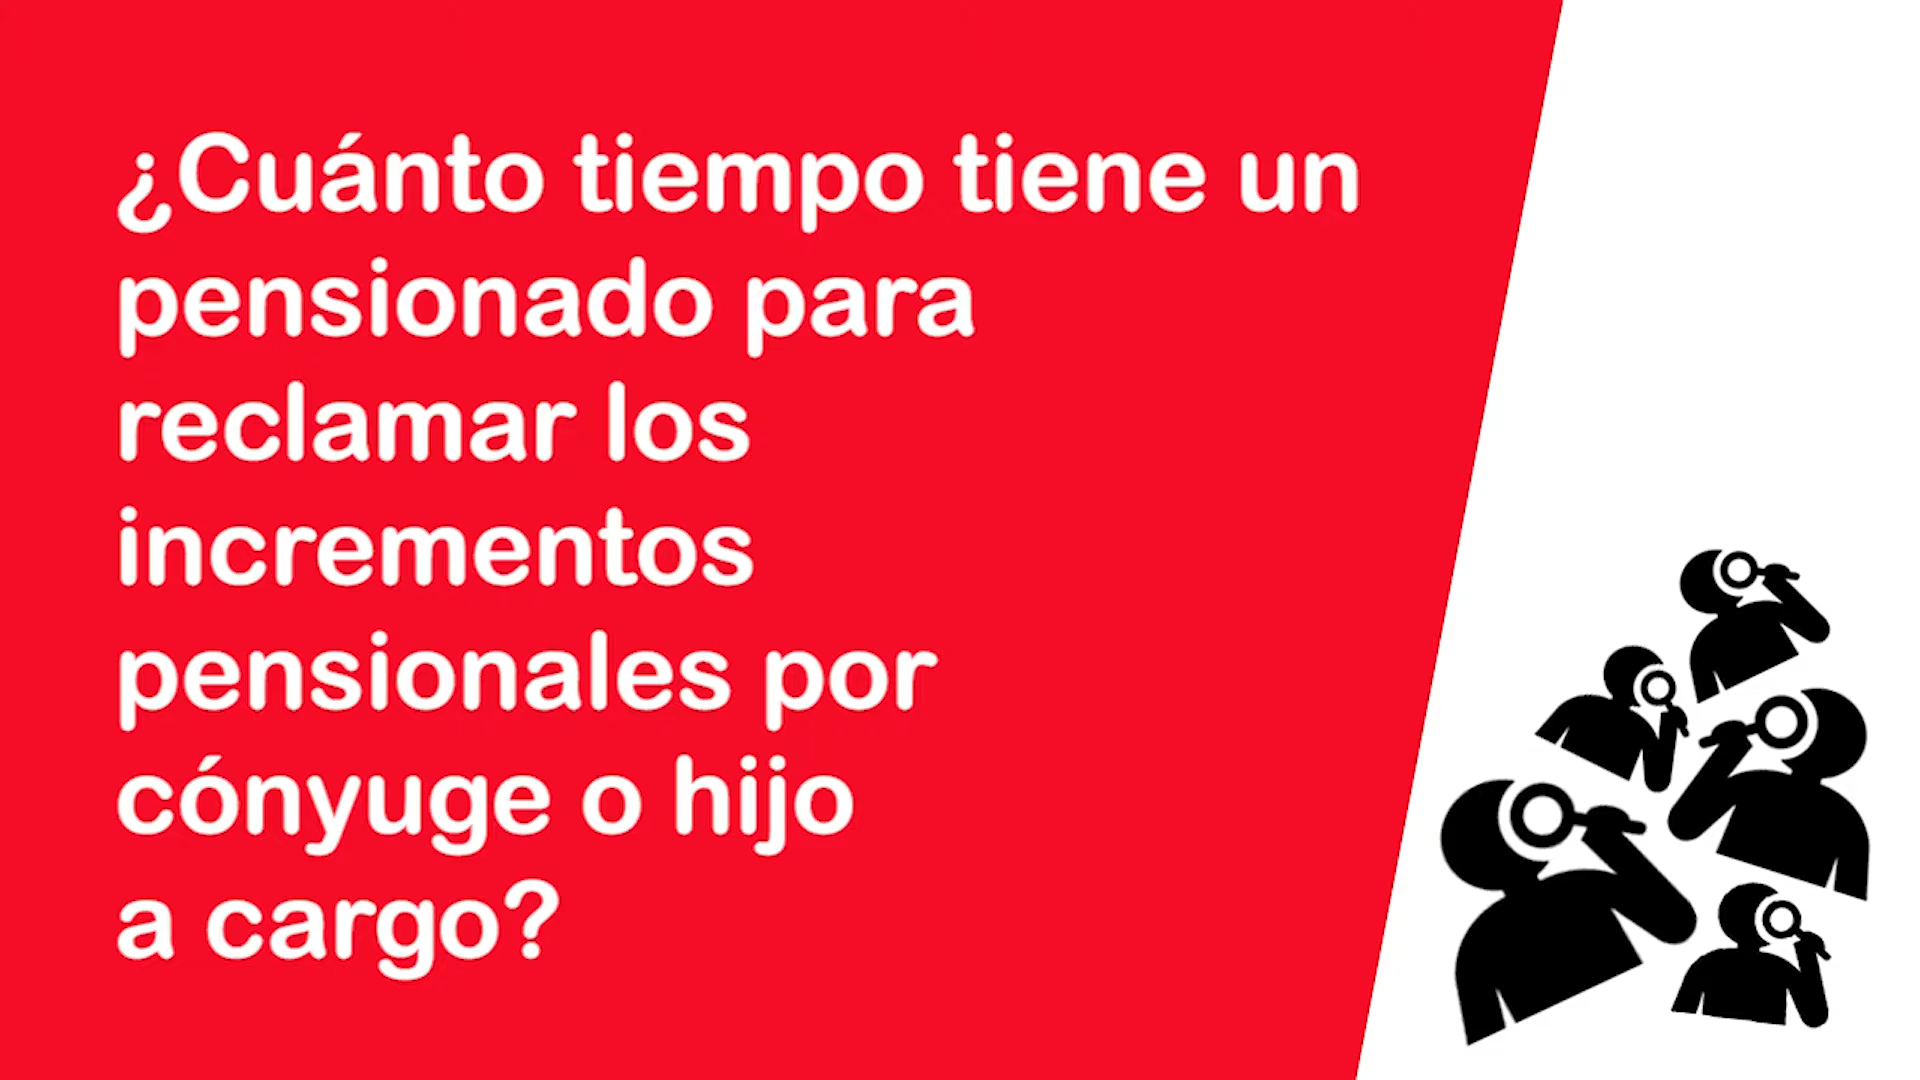 ¿Cuánto tiempo tiene un
pensionado para
reclamar los
incrementos
pensionales por
cónyuge o hijo
a cargo?